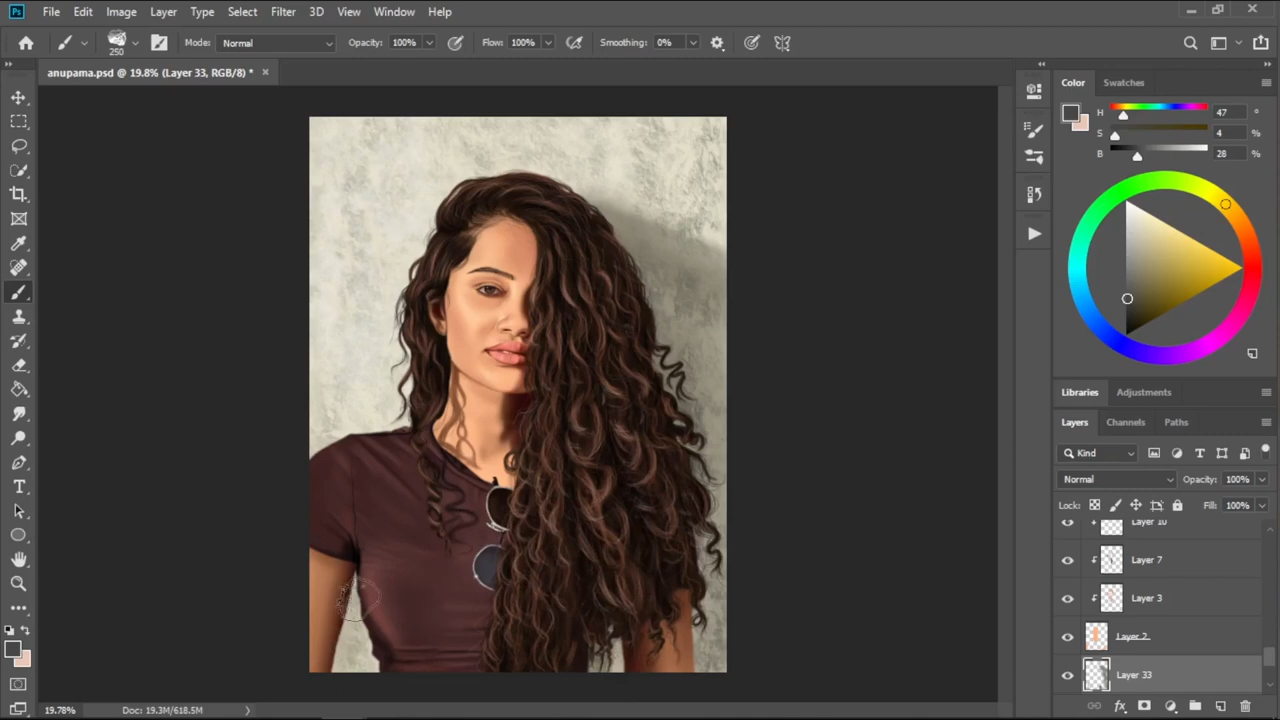 Ps File Edit Image Layer Type Select Filter 3D View Window Help
250 Mode: Normal Opacity: 100% Flow: 100% Smoothing: 0%
anupama.psd @ 19.8% (Layer 33, RGB/8) *
Color Swatches
H 47 °
S 4 %
B 28 %
Libraries Adjustments
Layers Channels Paths
Kind
Normal Opacity: 100%
Lock: Fill: 100%
Layer 10
Layer 7
Layer 3
Layer 2
Layer 33
19.78% Doc: 19.3M/618.5M